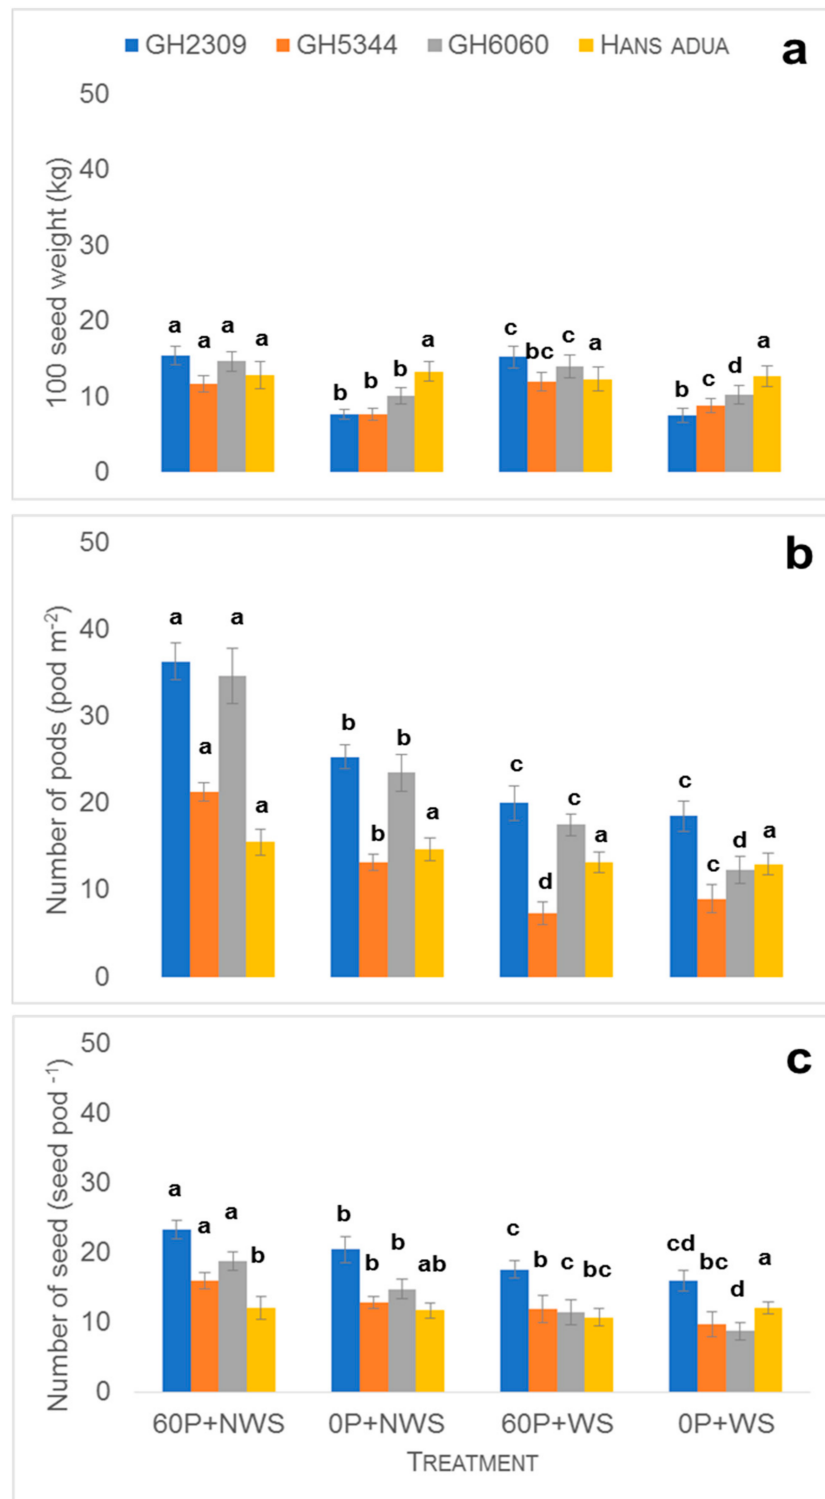 GH2309 GH5344 GH6060 HANS ADUA a
100 seed weight (kg)
50
40
30
20
10
0
a a a a b b b a c bc c a b c d a
b
Number of pods (pod m-2)
50
40
30
20
10
0
a a a a b b b a c d c a c c d a
c
Number of seed (seed pod -1)
50
40
30
20
10
0
a a a b b b b ab c b c bc cd bc d a
60P+NWS 0P+NWS 60P+WS 0P+WS
TREATMENT